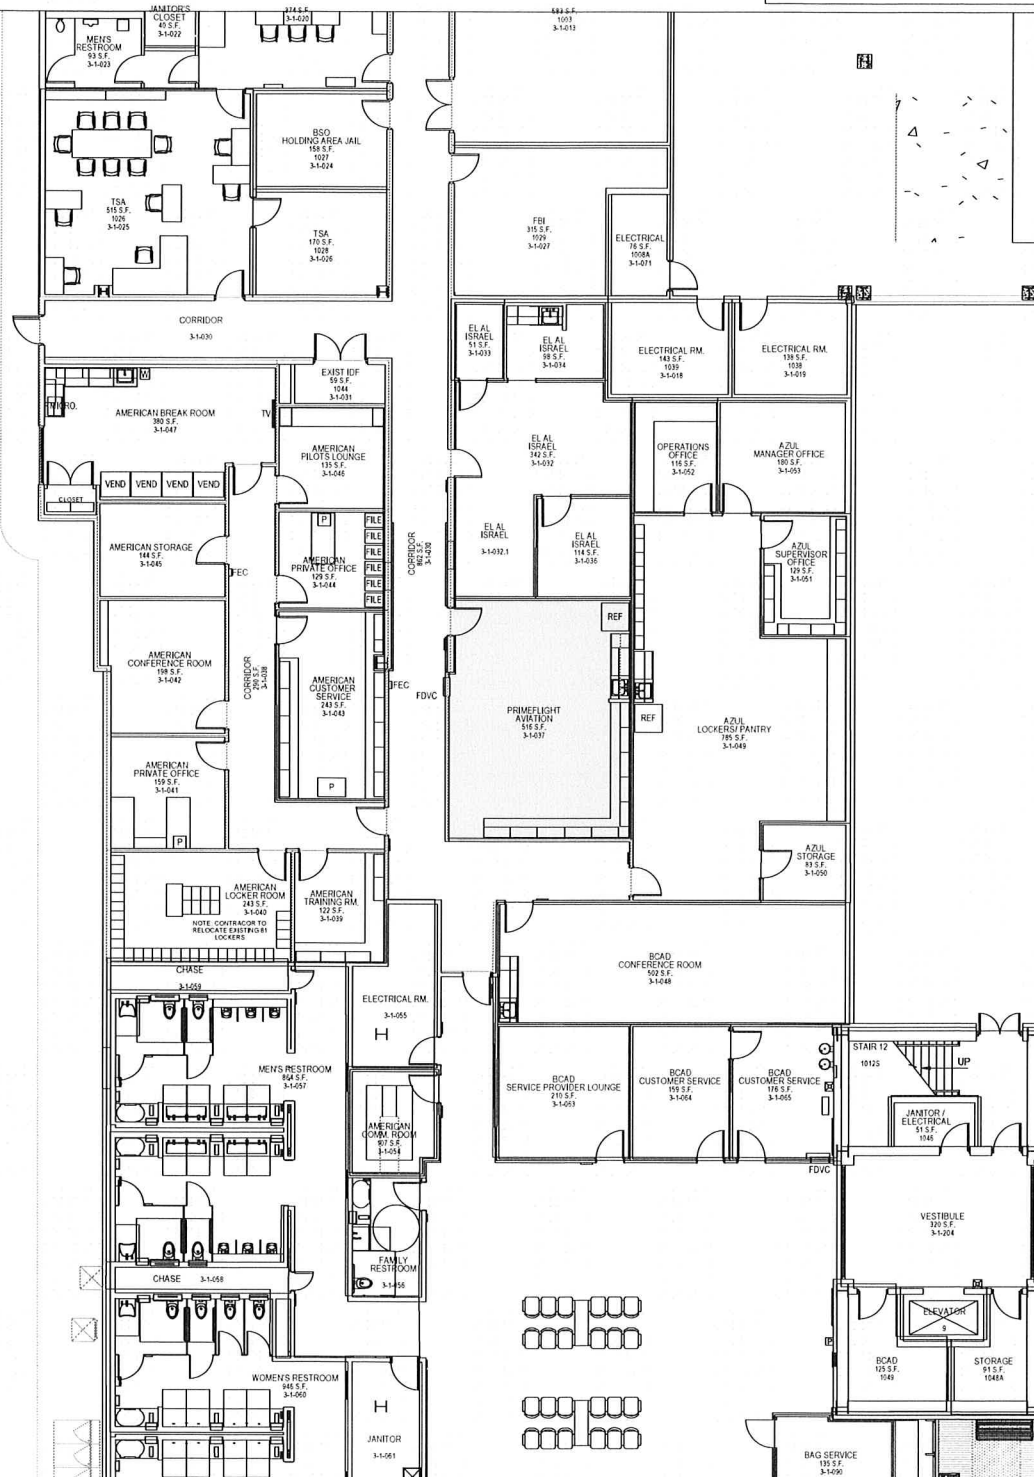 JANITOR'S
CLOSET
40 S.F.
3-1-022
374 S.F.
3-1-020
583 S.F.
1003
3-1-013
MEN'S
RESTROOM
93 S.F.
3-1-023
BSO
HOLDING AREA JAIL
158 S.F.
1027
3-1-024
TSA
515 S.F.
1026
3-1-025
TSA
170 S.F.
1028
3-1-026
FBI
315 S.F.
1029
3-1-027
ELECTRICAL
76 S.F.
1008A
3-1-071
CORRIDOR
3-1-030
EL AL
ISRAEL
51 S.F.
3-1-033
EL AL
ISRAEL
98 S.F.
3-1-034
ELECTRICAL RM.
143 S.F.
1039
3-1-018
ELECTRICAL RM.
138 S.F.
1038
3-1-019
EXIST IDF
59 S.F.
1044
3-1-031
W
MICRO.
AMERICAN BREAK ROOM
380 S.F.
3-1-047
TV
AMERICAN
PILOTS LOUNGE
135 S.F.
3-1-046
EL AL
ISRAEL
342 S.F.
3-1-032
OPERATIONS
OFFICE
116 S.F.
3-1-052
AZUL
MANAGER OFFICE
180 S.F.
3-1-053
VEND
VEND
VEND
VEND
CLOSET
AMERICAN STORAGE
144 S.F.
3-1-045
FEC
P
AMERICAN
PRIVATE OFFICE
129 S.F.
3-1-044
FILE
FILE
FILE
FILE
FILE
FILE
CORRIDOR
862 S.F.
3-1-030
EL AL
ISRAEL
3-1-032.1
EL AL
ISRAEL
114 S.F.
3-1-036
AZUL
SUPERVISOR
OFFICE
129 S.F.
3-1-051
REF
AMERICAN
CONFERENCE ROOM
198 S.F.
3-1-042
CORRIDOR
290 S.F.
3-1-038
AMERICAN
CUSTOMER
SERVICE
243 S.F.
3-1-043
FEC
FDVC
PRIMEFLIGHT
AVIATION
516 S.F.
3-1-037
REF
AZUL
LOCKERS/ PANTRY
785 S.F.
3-1-049
AMERICAN
PRIVATE OFFICE
159 S.F.
3-1-041
P
P
AZUL
STORAGE
83 S.F.
3-1-050
AMERICAN
LOCKER ROOM
243 S.F.
3-1-040
NOTE: CONTRACOR TO
RELOCATE EXISTING 81
LOCKERS
AMERICAN
TRAINING RM.
122 S.F.
3-1-039
BCAD
CONFERENCE ROOM
502 S.F.
3-1-048
CHASE
3-1-059
ELECTRICAL RM.
3-1-055
MEN'S RESTROOM
864 S.F.
3-1-057
BCAD
SERVICE PROVIDER LOUNGE
210 S.F.
3-1-063
BCAD
CUSTOMER SERVICE
159 S.F.
3-1-064
BCAD
CUSTOMER SERVICE
176 S.F.
3-1-065
STAIR 12
1012S
UP
JANITOR /
ELECTRICAL
51 S.F.
1046
AMERICAN
COMM. ROOM
107 S.F.
3-1-054
FDVC
VESTIBULE
320 S.F.
3-1-204
CHASE
3-1-058
FAMILY
RESTROOM
3-1-056
ELEVATOR
9
BCAD
125 S.F.
1049
STORAGE
91 S.F.
1048A
WOMEN'S RESTROOM
946 S.F.
3-1-060
JANITOR
3-1-061
BAG SERVICE
135 S.F.
3-1-090